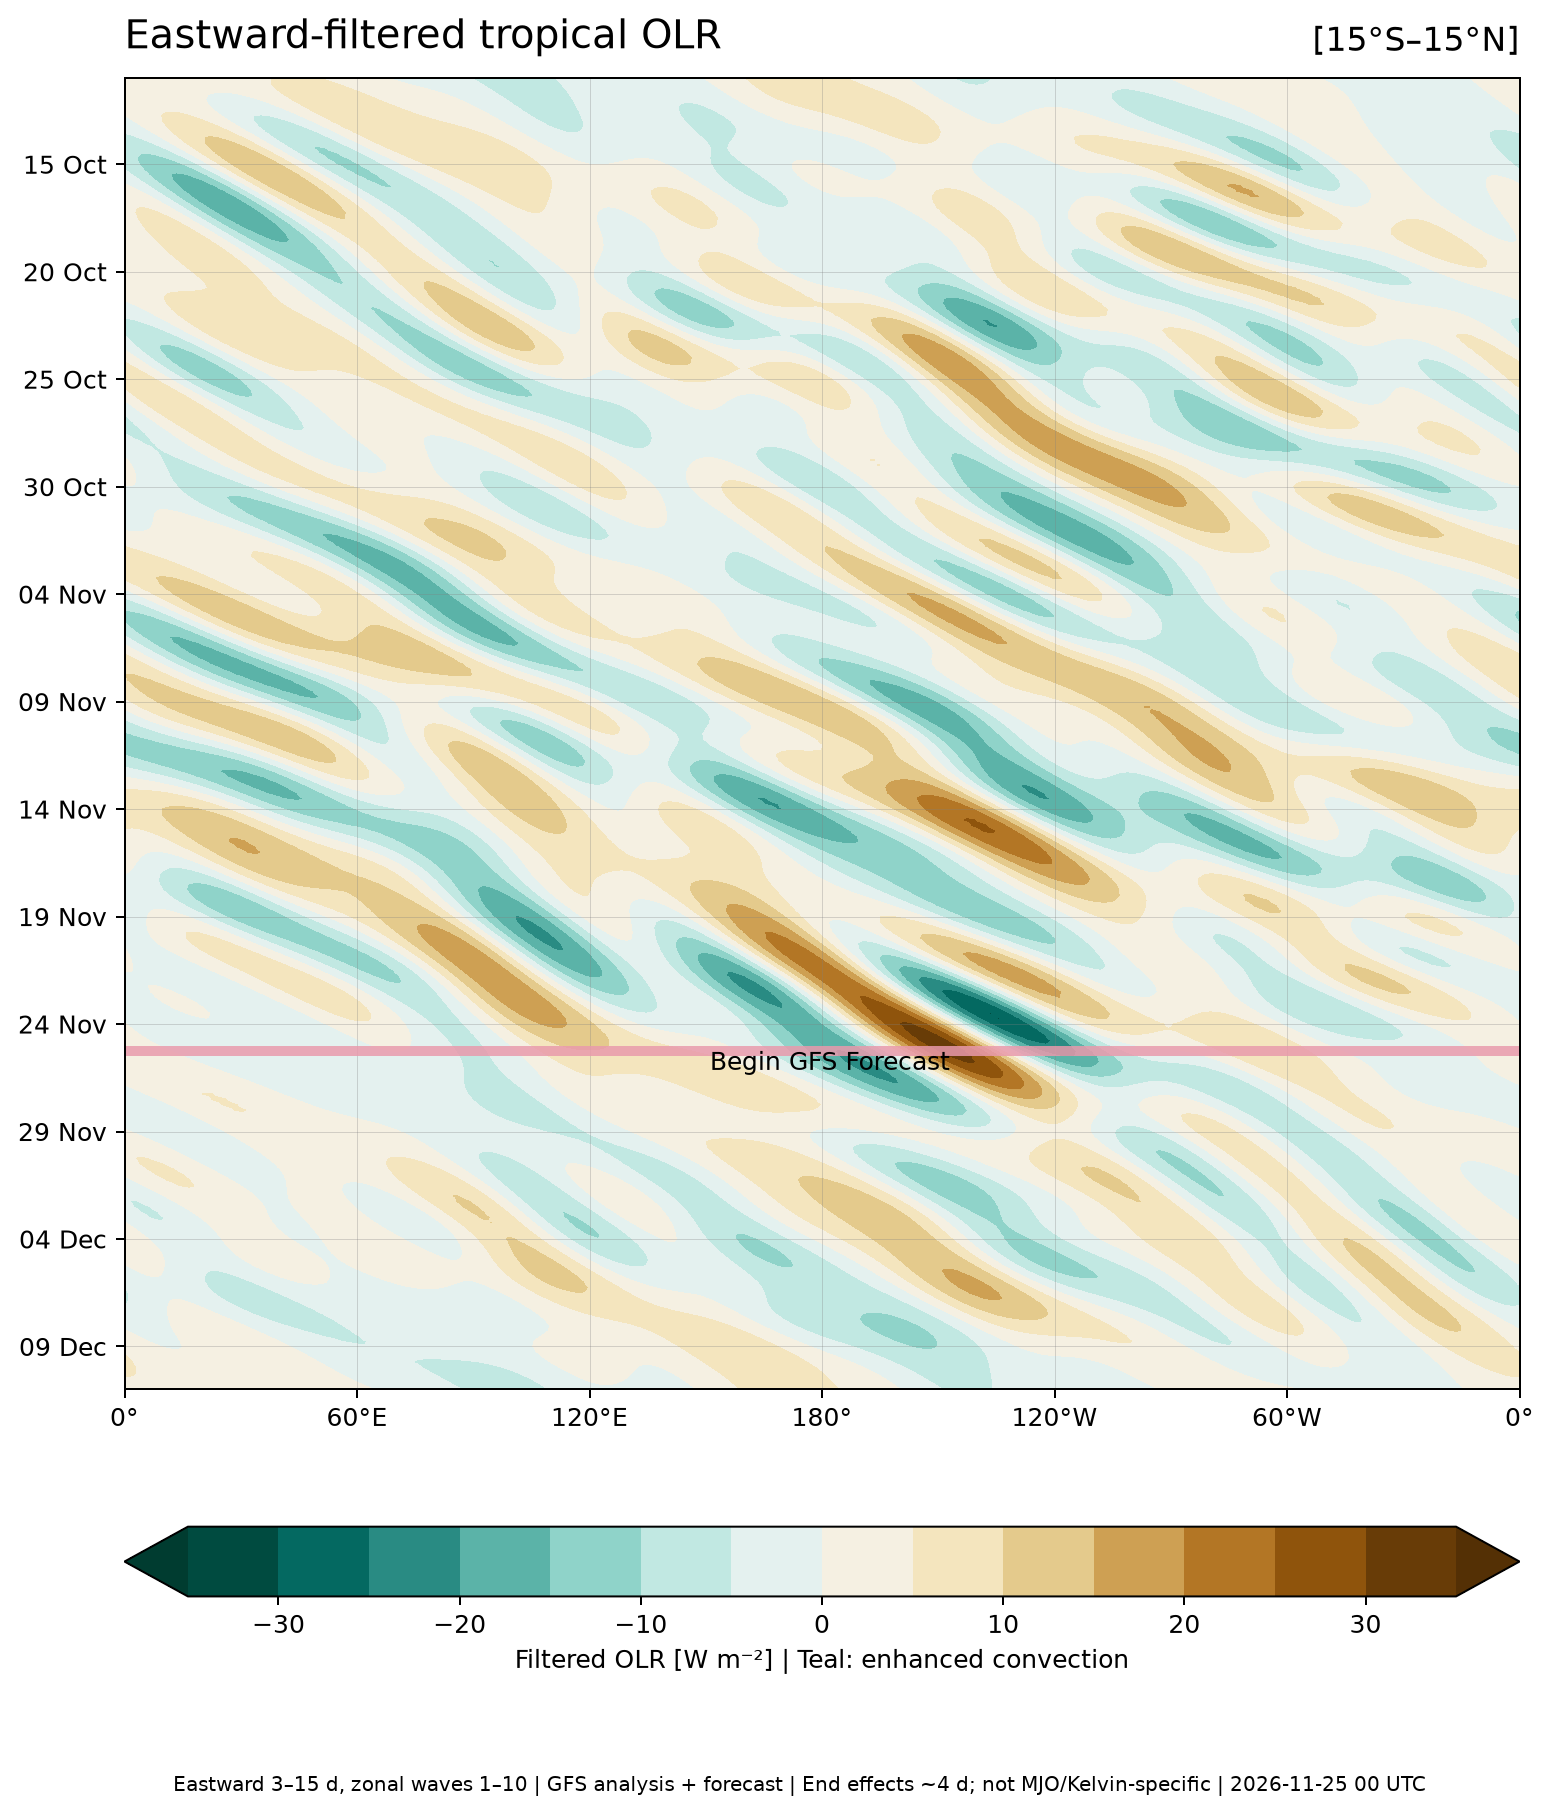 Eastward-filtered tropical OLR
[15°S–15°N]
15 Oct
20 Oct
25 Oct
30 Oct
04 Nov
09 Nov
14 Nov
19 Nov
24 Nov
Begin GFS Forecast
29 Nov
04 Dec
09 Dec
0° 60°E 120°E 180° 120°W 60°W 0°
−30 −20 −10 0 10 20 30
Filtered OLR [W m⁻²] | Teal: enhanced convection
Eastward 3–15 d, zonal waves 1–10 | GFS analysis + forecast | End effects ~4 d; not MJO/Kelvin-specific | 2026-11-25 00 UTC